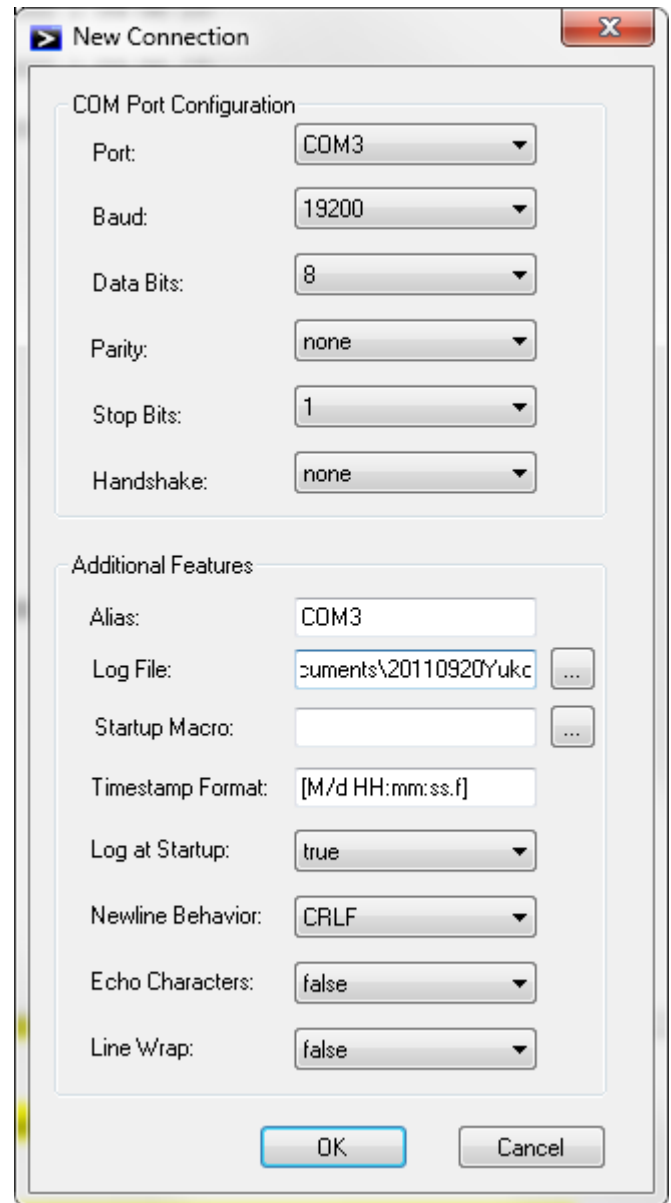 New Connection
COM Port Configuration
Port: COM3
Baud: 19200
Data Bits: 8
Parity: none
Stop Bits: 1
Handshake: none
Additional Features
Alias: COM3
Log File: cuments\20110920Yukc ...
Startup Macro: ...
Timestamp Format: [M/d HH:mm:ss.f]
Log at Startup: true
Newline Behavior: CRLF
Echo Characters: false
Line Wrap: false
OK Cancel